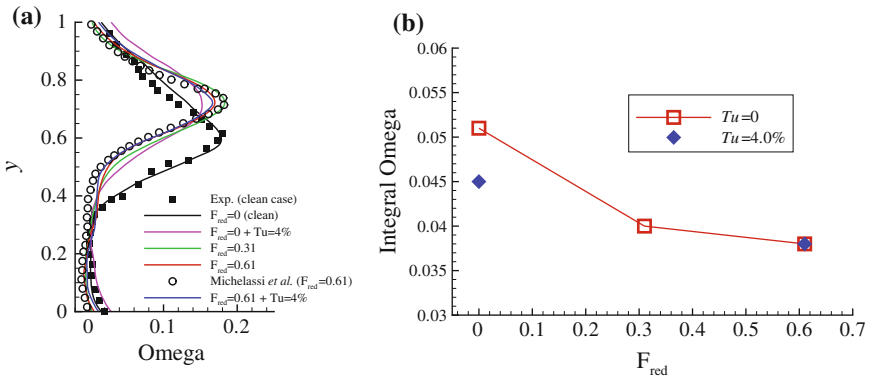 (a)
1
0.8
0.6
0.4
0.2
0
y
0
0.1
0.2
Omega
Exp. (clean case)
F_red=0 (clean)
F_red=0 + Tu=4%
F_red=0.31
F_red=0.61
Michelassi et al. (F_red=0.61)
F_red=0.61 + Tu=4%
(b)
0.06
0.055
0.05
0.045
0.04
0.035
0.03
Integral Omega
0
0.1
0.2
0.3
0.4
0.5
0.6
0.7
F_red
Tu=0
Tu=4.0%